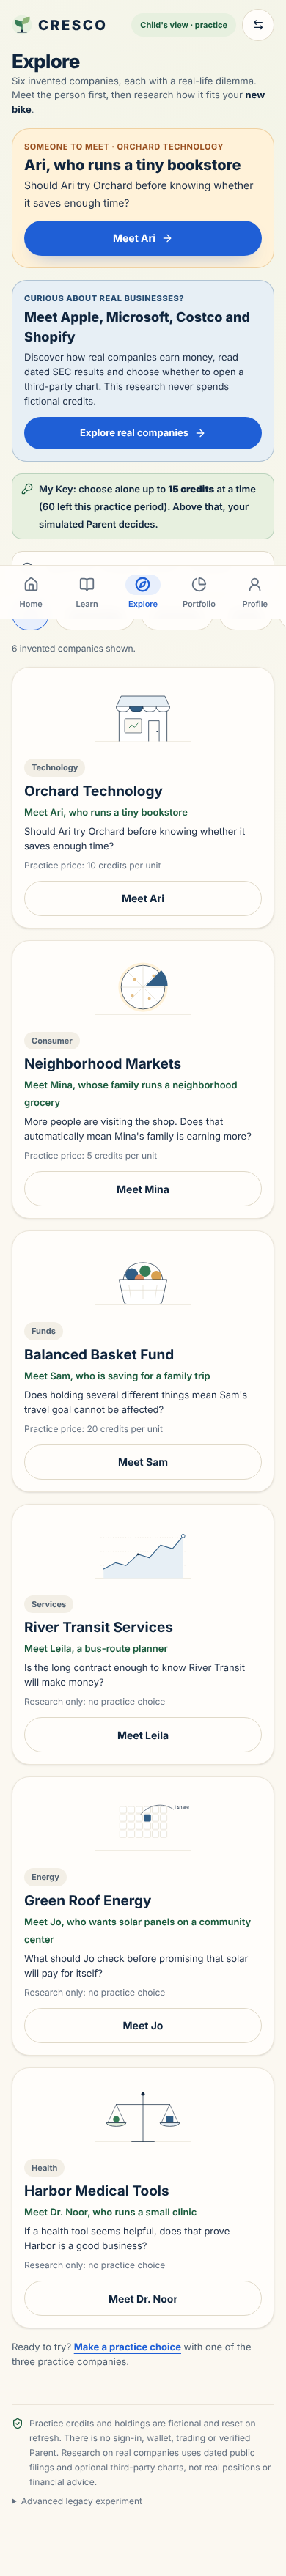 CRESCO
Child's view · practice
Explore
Six invented companies, each with a real-life dilemma.
Meet the person first, then research how it fits your new
bike.
SOMEONE TO MEET · ORCHARD TECHNOLOGY
Ari, who runs a tiny bookstore
Should Ari try Orchard before knowing whether
it saves enough time?
Meet Ari →
CURIOUS ABOUT REAL BUSINESSES?
Meet Apple, Microsoft, Costco and
Shopify
Discover how real companies earn money, read
dated SEC results and choose whether to open a
third-party chart. This research never spends
fictional credits.
Explore real companies →
My Key: choose alone up to 15 credits at a time
(60 left this practice period). Above that, your
simulated Parent decides.
Home
Learn
Explore
Portfolio
Profile
6 invented companies shown.
Technology
Orchard Technology
Meet Ari, who runs a tiny bookstore
Should Ari try Orchard before knowing whether it
saves enough time?
Practice price: 10 credits per unit
Meet Ari
Consumer
Neighborhood Markets
Meet Mina, whose family runs a neighborhood
grocery
More people are visiting the shop. Does that
automatically mean Mina's family is earning more?
Practice price: 5 credits per unit
Meet Mina
Funds
Balanced Basket Fund
Meet Sam, who is saving for a family trip
Does holding several different things mean Sam's
travel goal cannot be affected?
Practice price: 20 credits per unit
Meet Sam
Services
River Transit Services
Meet Leila, a bus-route planner
Is the long contract enough to know River Transit
will make money?
Research only: no practice choice
Meet Leila
1 share
Energy
Green Roof Energy
Meet Jo, who wants solar panels on a community
center
What should Jo check before promising that solar
will pay for itself?
Research only: no practice choice
Meet Jo
Health
Harbor Medical Tools
Meet Dr. Noor, who runs a small clinic
If a health tool seems helpful, does that prove
Harbor is a good business?
Research only: no practice choice
Meet Dr. Noor
Ready to try? Make a practice choice with one of the
three practice companies.
Practice credits and holdings are fictional and reset on
refresh. There is no sign-in, wallet, trading or verified
Parent. Research on real companies uses dated public
filings and optional third-party charts, not real positions or
financial advice.
▶ Advanced legacy experiment